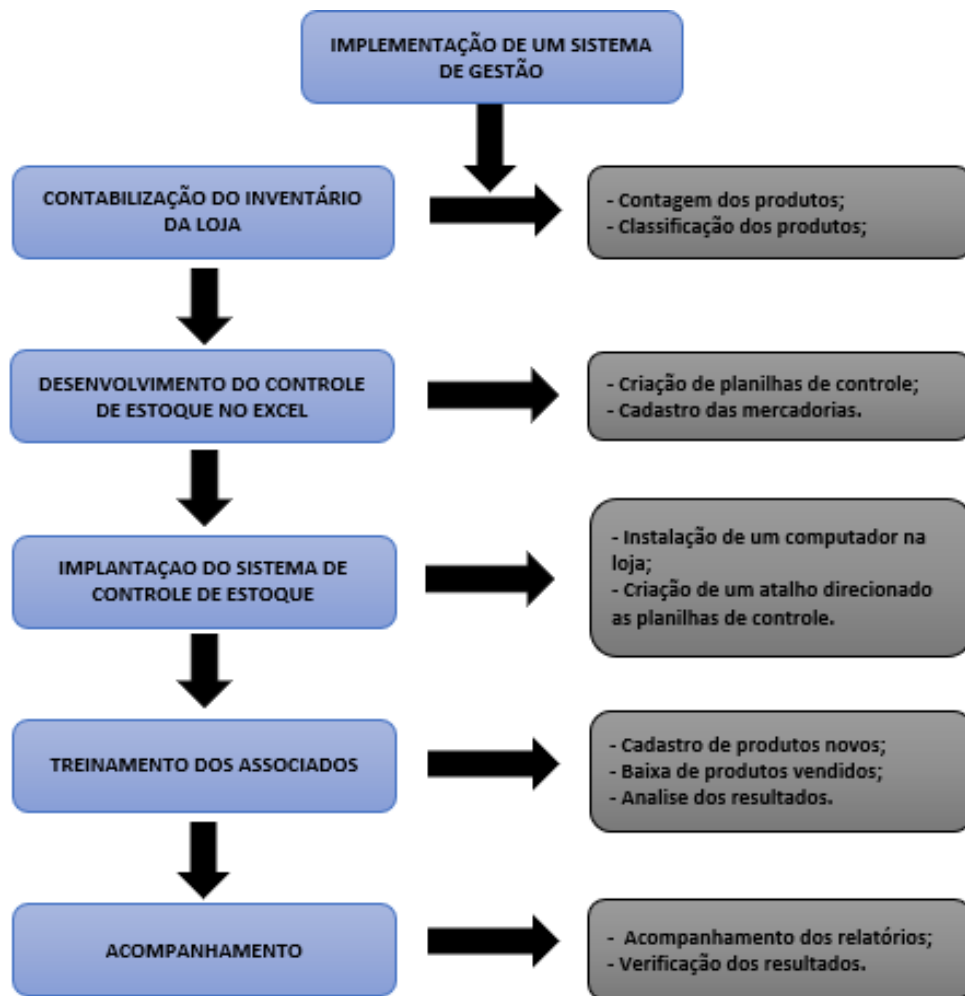 IMPLEMENTAÇÃO DE UM SISTEMA
DE GESTÃO
CONTABILIZAÇÃO DO INVENTÁRIO
DA LOJA
- Contagem dos produtos;
- Classificação dos produtos;
DESENVOLVIMENTO DO CONTROLE
DE ESTOQUE NO EXCEL
- Criação de planilhas de controle;
- Cadastro das mercadorias.
IMPLANTAÇAO DO SISTEMA DE
CONTROLE DE ESTOQUE
- Instalação de um computador na
loja;
- Criação de um atalho direcionado
as planilhas de controle.
TREINAMENTO DOS ASSOCIADOS
- Cadastro de produtos novos;
- Baixa de produtos vendidos;
- Analise dos resultados.
ACOMPANHAMENTO
- Acompanhamento dos relatórios;
- Verificação dos resultados.